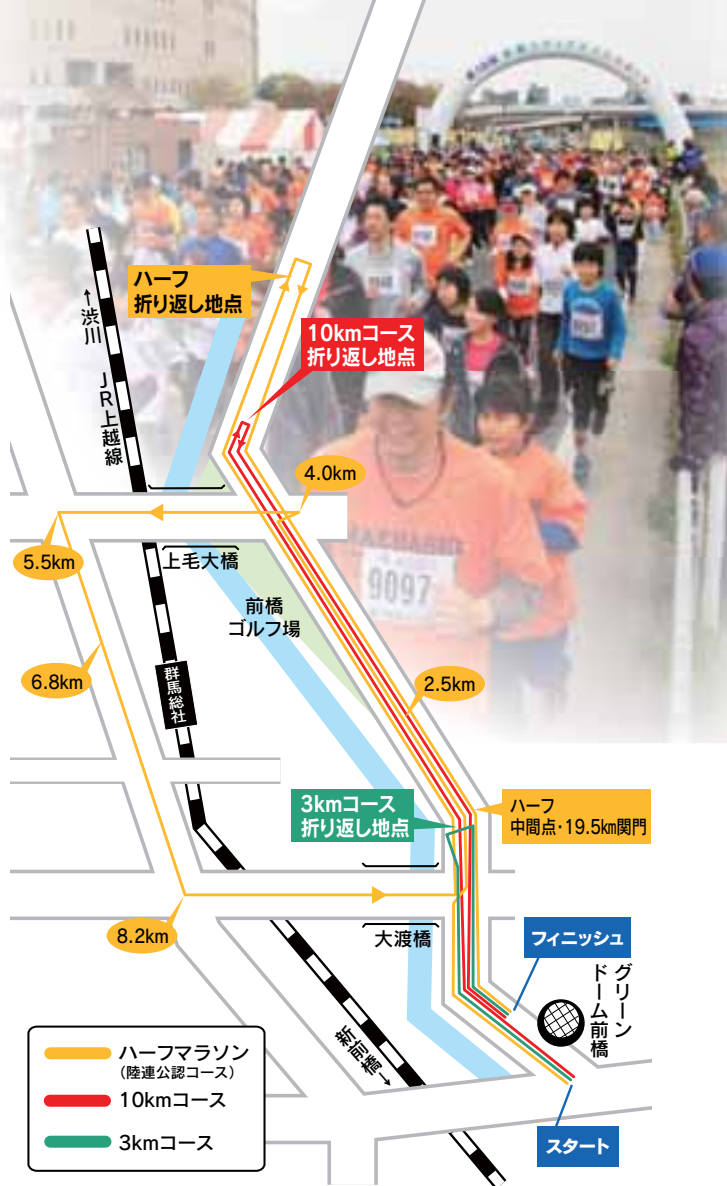 ハーフ
折り返し地点
10kmコース
折り返し地点
↑渋川
JR上越線
4.0km
5.5km
上毛大橋
前橋
ゴルフ場
9097
6.8km
群馬総社
2.5km
3kmコース
折り返し地点
ハーフ
中間点・19.5km関門
8.2km
大渡橋
フィニッシュ
グリーン
ドーム前橋
新前橋→
スタート
ハーフマラソン
(陸連公認コース)
10kmコース
3kmコース